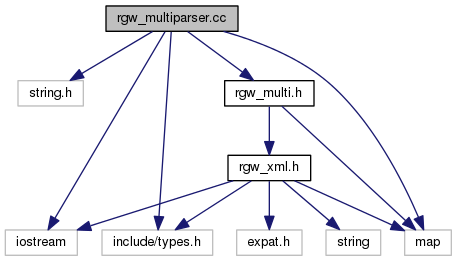 rgw_multiparser.cc
string.h
rgw_multi.h
rgw_xml.h
iostream
include/types.h
expat.h
string
map